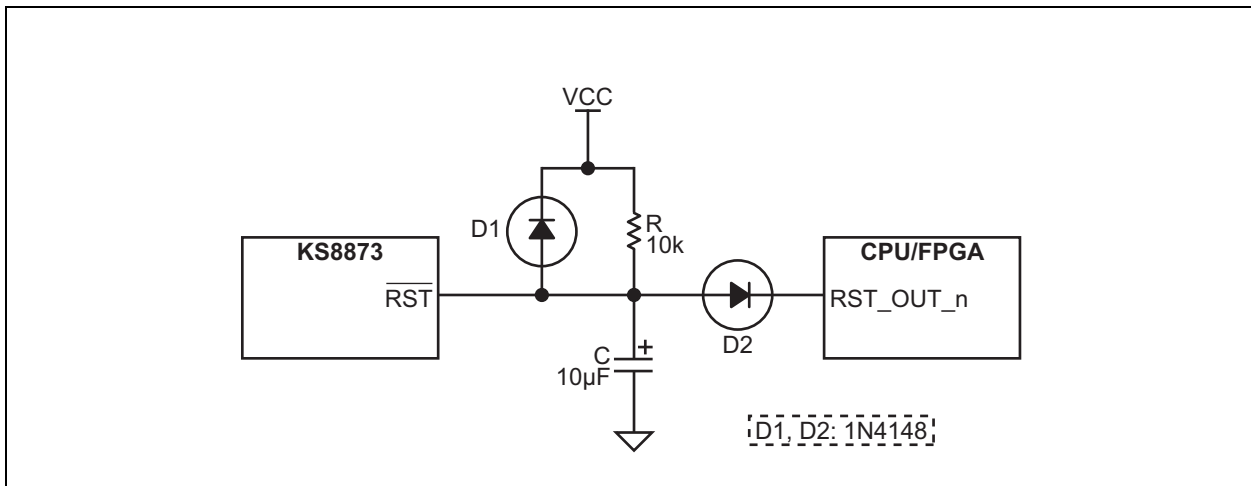 VCC
D1
R
10k
KS8873
RST
CPU/FPGA
RST_OUT_n
D2
C
+
10µF
D1, D2: 1N4148